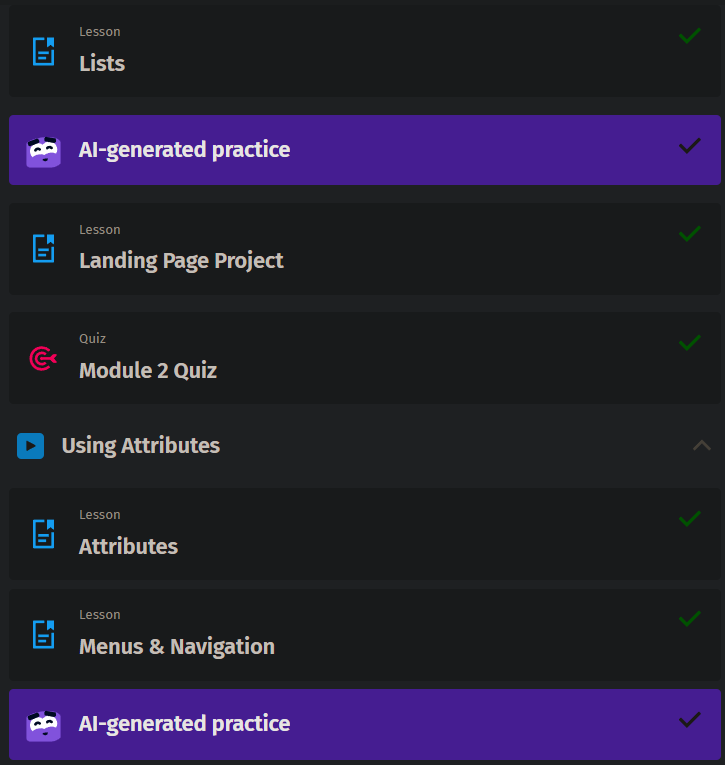 Lesson
Lists
AI-generated practice
Lesson
Landing Page Project
Quiz
Module 2 Quiz
Using Attributes
Lesson
Attributes
Lesson
Menus & Navigation
AI-generated practice